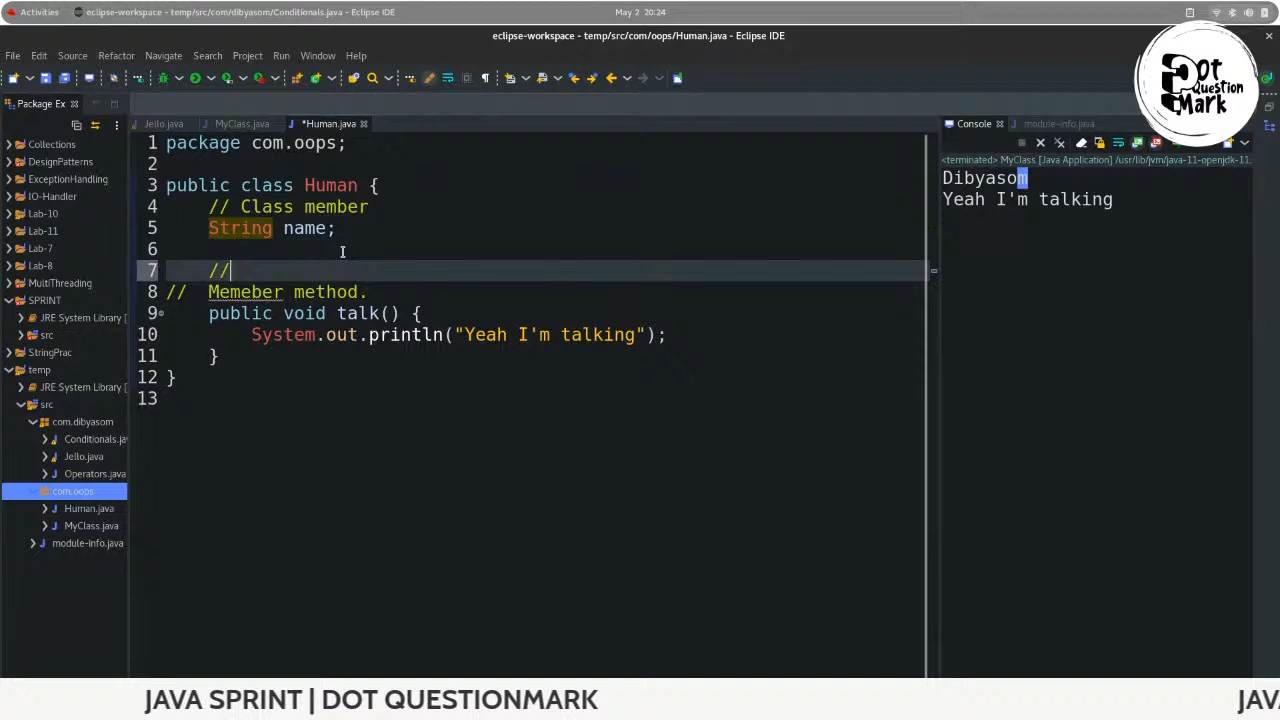 Activities eclipse-workspace - temp/src/com/dibyasom/Conditionals.java - Eclipse IDE May 2 20:24
eclipse-workspace - temp/src/com/oops/Human.java - Eclipse IDE
File Edit Source Refactor Navigate Search Project Run Window Help
Dot
Question
Mark
Package Ex
Jello.java MyClass.java *Human.java
Console module-info.java
<terminated> MyClass [Java Application] /usr/lib/jvm/java-11-openjdk-11.
Dibyasom
Yeah I'm talking
Collections
DesignPatterns
ExceptionHandling
IO-Handler
Lab-10
Lab-11
Lab-7
Lab-8
MultiThreading
SPRINT
JRE System Library [
src
StringPrac
temp
JRE System Library [
src
com.dibyasom
Conditionals.jav
Jello.java
Operators.java
com.oops
Human.java
MyClass.java
module-info.java
1 package com.oops;
2
3 public class Human {
4 // Class member
5 String name;
6
7 //
8 // Memeber method.
9 public void talk() {
10 System.out.println("Yeah I'm talking");
11 }
12 }
13
JAVA SPRINT | DOT QUESTIONMARK JAV